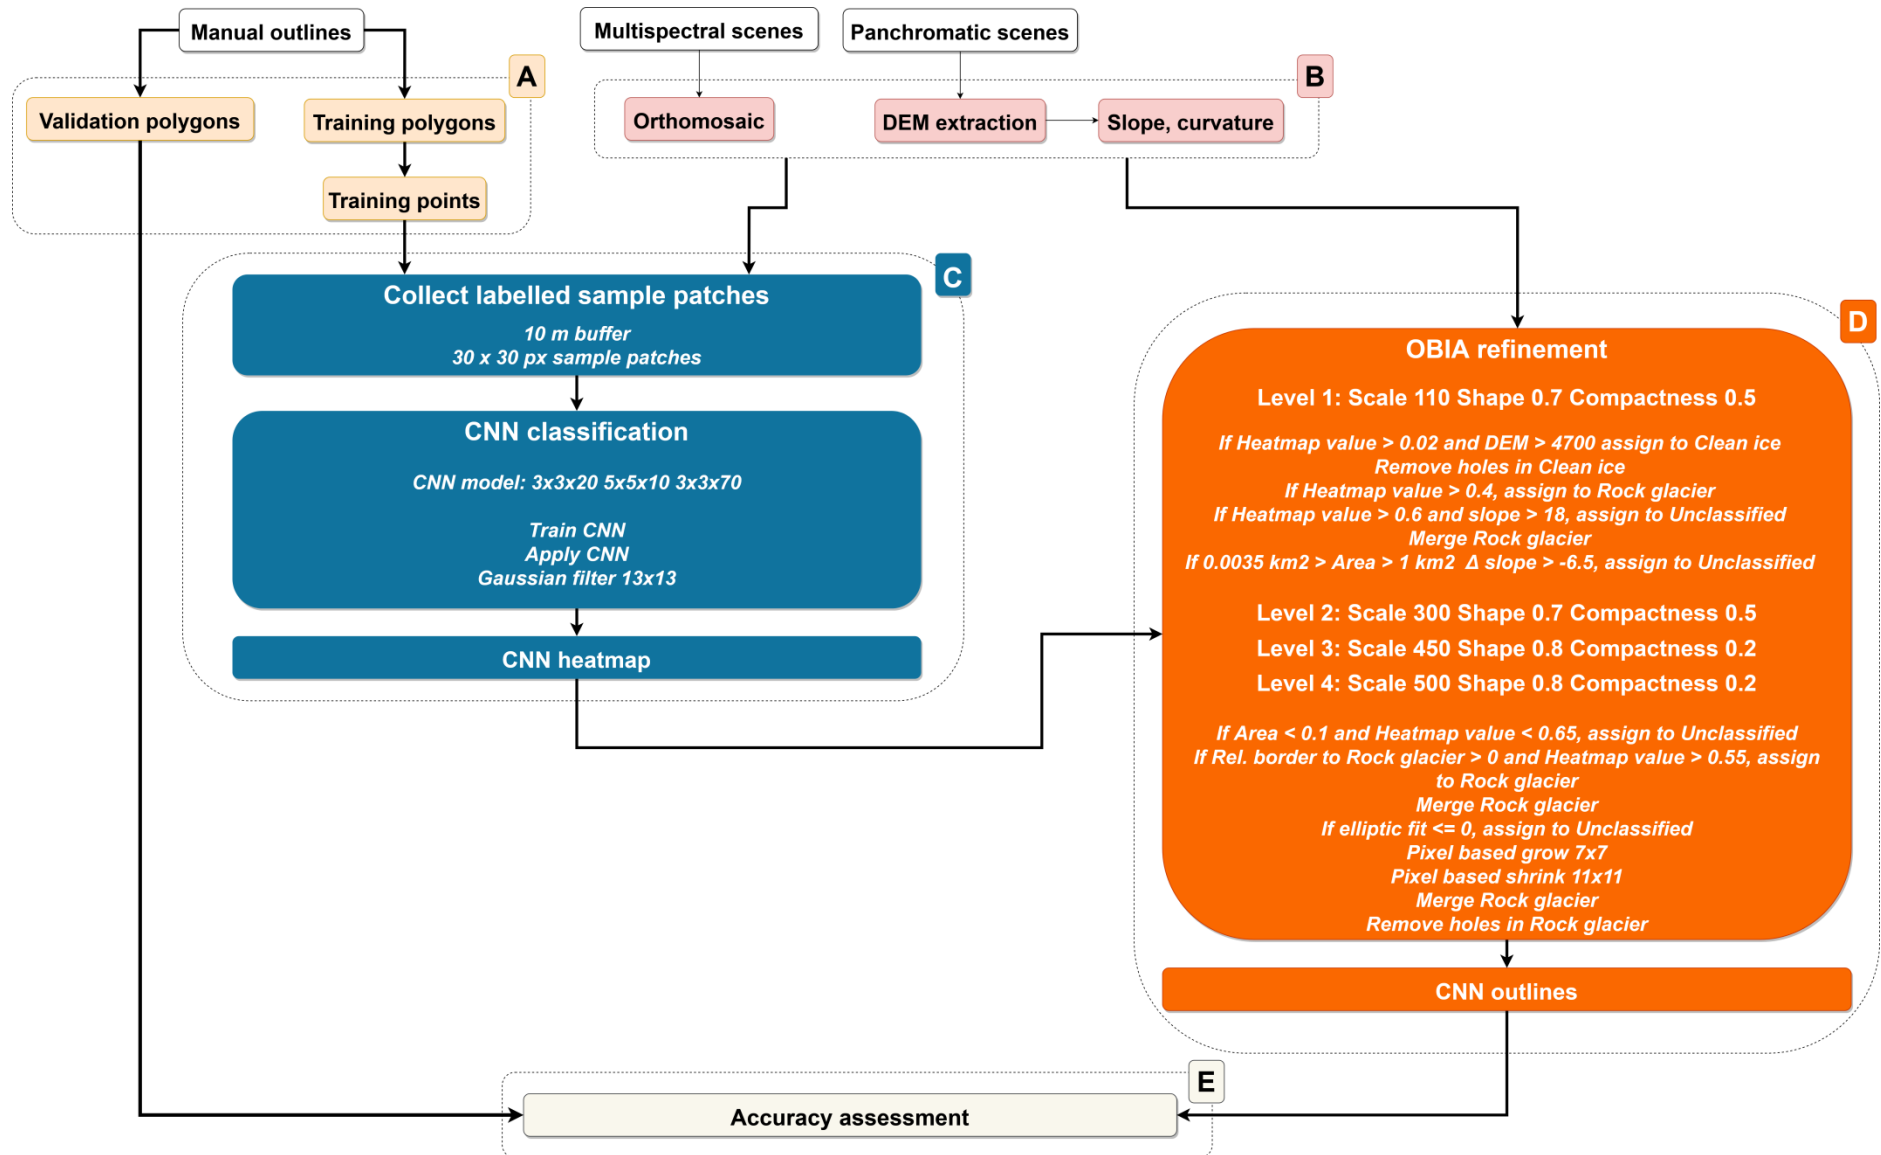 Manual outlines
Multispectral scenes
Panchromatic scenes
A
B
Validation polygons
Training polygons
Training points
Orthomosaic
DEM extraction
Slope, curvature
C
Collect labelled sample patches
10 m buffer
30 x 30 px sample patches
CNN classification
CNN model: 3x3x20 5x5x10 3x3x70
Train CNN
Apply CNN
Gaussian filter 13x13
CNN heatmap
D
OBIA refinement
Level 1: Scale 110 Shape 0.7 Compactness 0.5
If Heatmap value > 0.02 and DEM > 4700 assign to Clean ice
Remove holes in Clean ice
If Heatmap value > 0.4, assign to Rock glacier
If Heatmap value > 0.6 and slope > 18, assign to Unclassified
Merge Rock glacier
If 0.0035 km2 > Area > 1 km2 Δ slope > -6.5, assign to Unclassified
Level 2: Scale 300 Shape 0.7 Compactness 0.5
Level 3: Scale 450 Shape 0.8 Compactness 0.2
Level 4: Scale 500 Shape 0.8 Compactness 0.2
If Area < 0.1 and Heatmap value < 0.65, assign to Unclassified
If Rel. border to Rock glacier > 0 and Heatmap value > 0.55, assign
to Rock glacier
Merge Rock glacier
If elliptic fit <= 0, assign to Unclassified
Pixel based grow 7x7
Pixel based shrink 11x11
Merge Rock glacier
Remove holes in Rock glacier
CNN outlines
E
Accuracy assessment